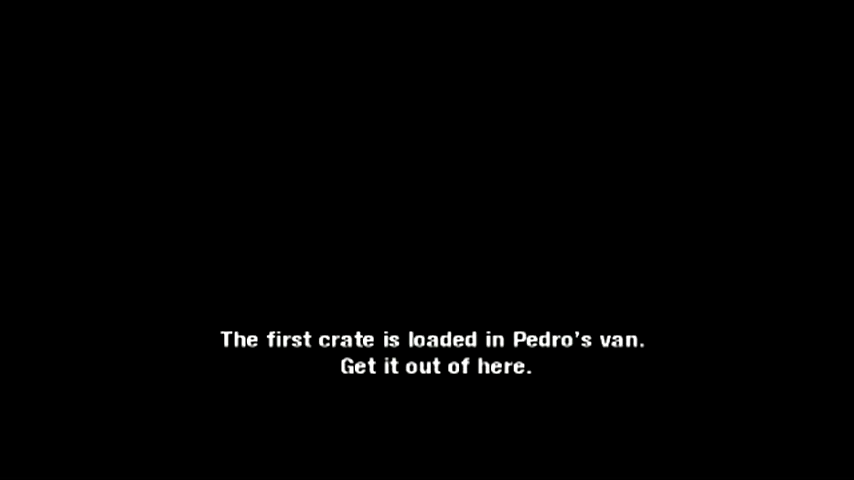 The first crate is loaded in Pedro's van.
Get it out of here.